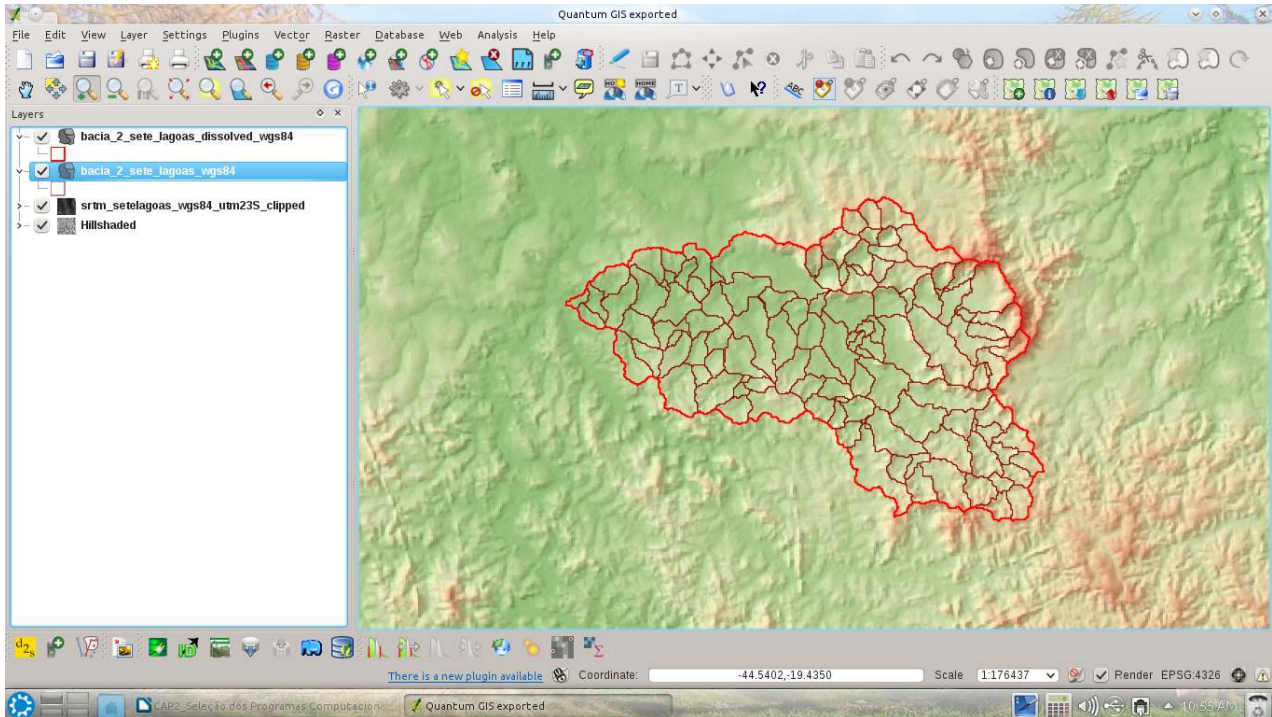 Quantum GIS exported
File Edit View Layer Settings Plugins Vector Raster Database Web Analysis Help
Layers
bacia_2_sete_lagoas_dissolved_wgs84
bacia_2_sete_lagoas_wgs84
srtm_setelagoas_wgs84_utm23S_clipped
Hillshaded
There is a new plugin available Coordinate: -44.5402,-19.4350 Scale 1:176437 Render EPSG:4326
CAP2_Seleção dos Programas Computacion Quantum GIS exported 10:55 AM